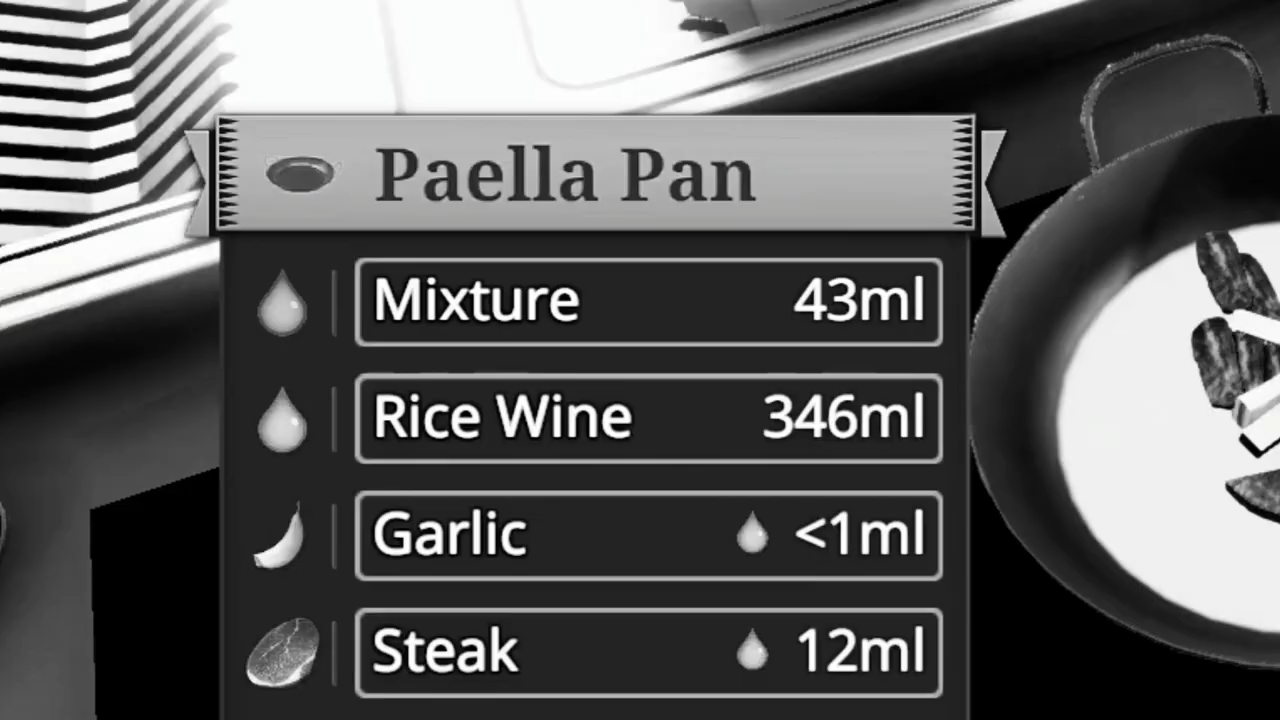 Paella Pan
Mixture 43ml
Rice Wine 346ml
Garlic <1ml
Steak 12ml